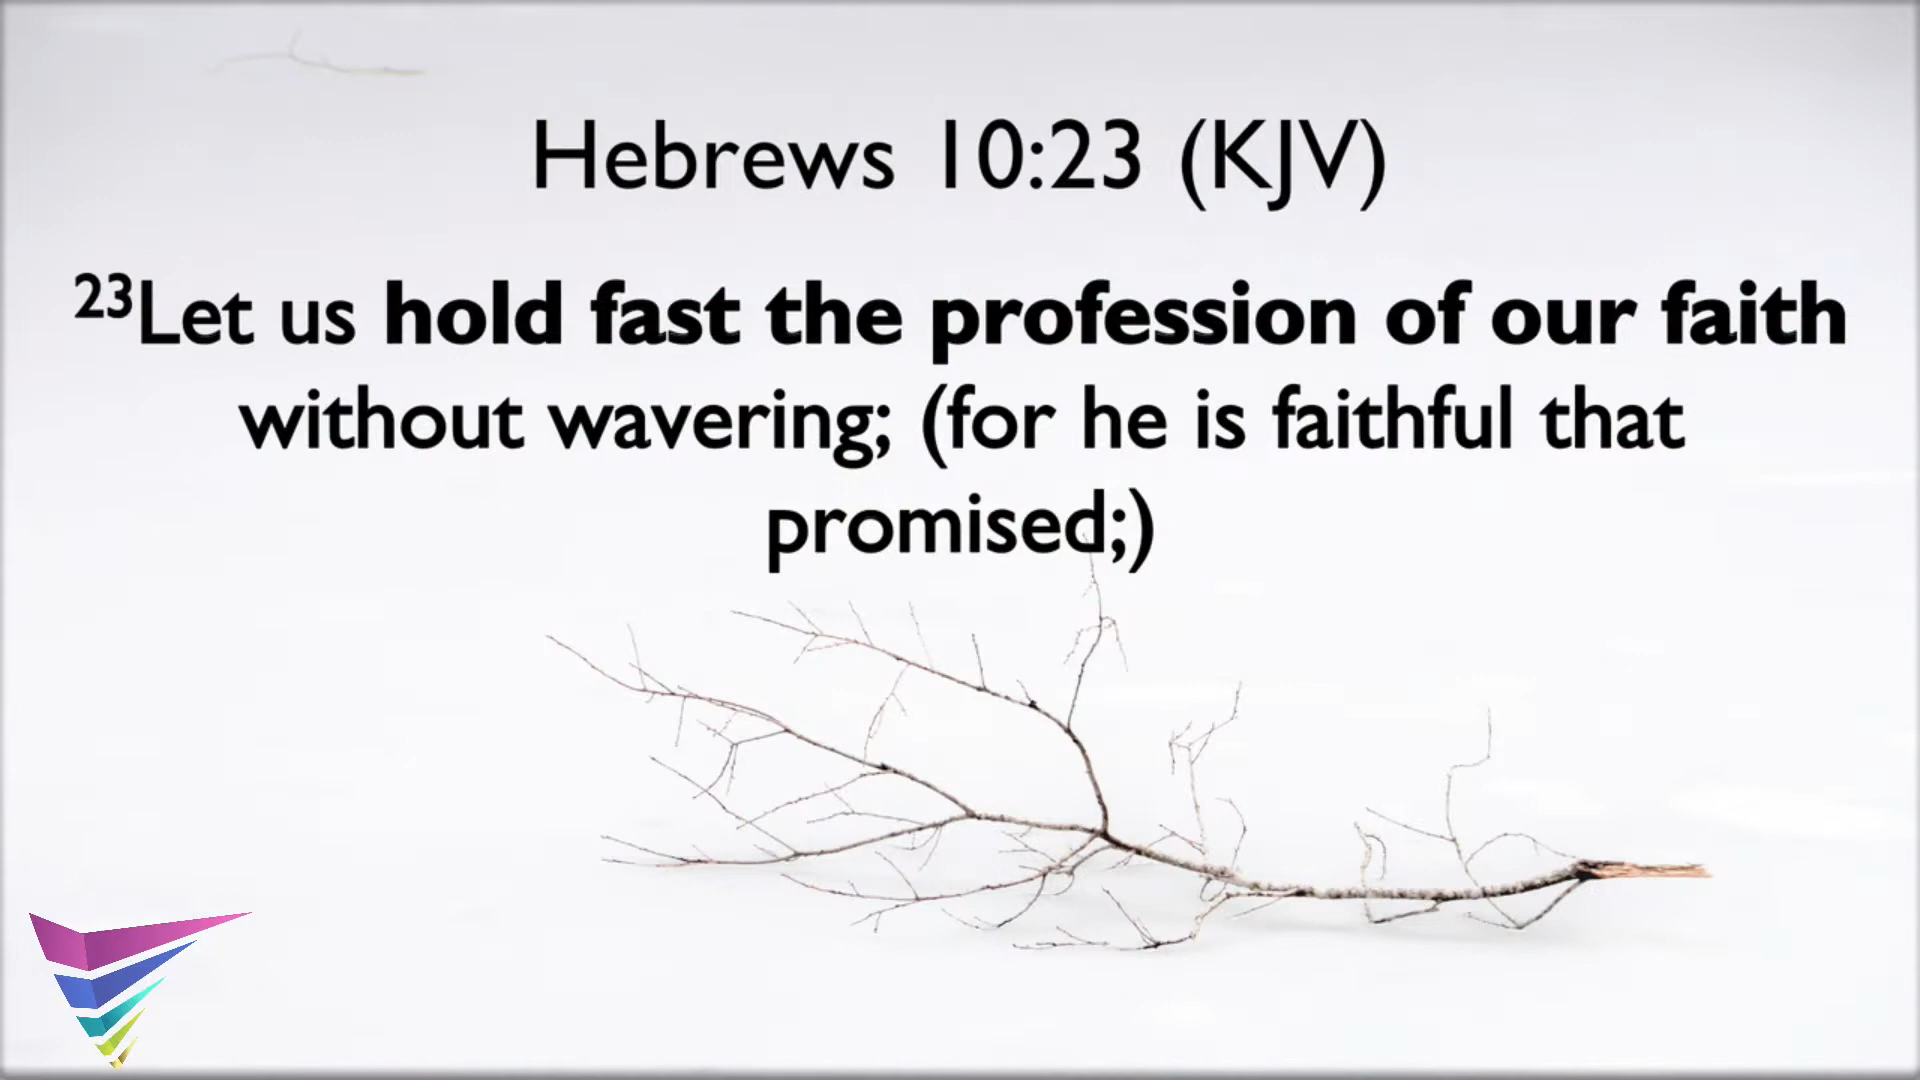 Hebrews 10:23 (KJV)
²³Let us hold fast the profession of our faith
without wavering; (for he is faithful that
promised;)